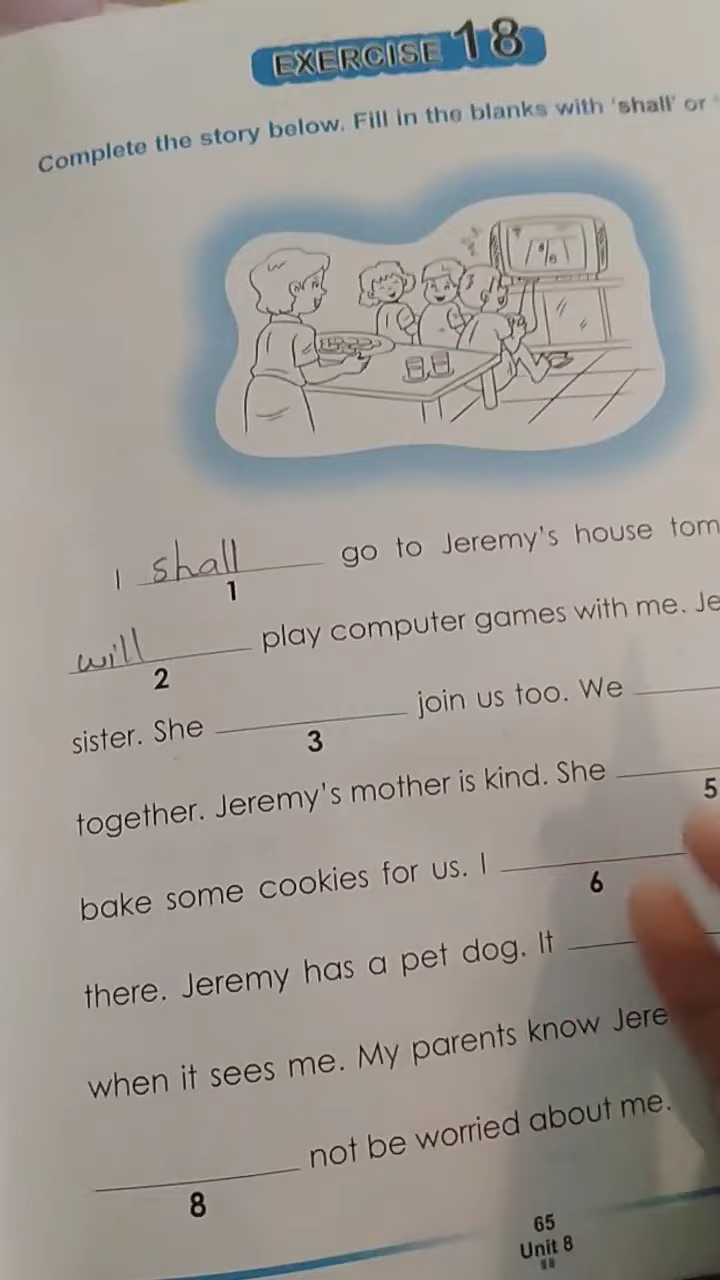 EXERCISE 18
Complete the story below. Fill in the blanks with 'shall' or
I shall go to Jeremy's house
1
will play computer games with me.
2
sister. She join us too. We
3
together. Jeremy's mother is kind. She
5
bake some cookies for us. I
6
there. Jeremy has a pet dog. It
when it sees me. My parents know
not be worried about me.
8
65
Unit 8